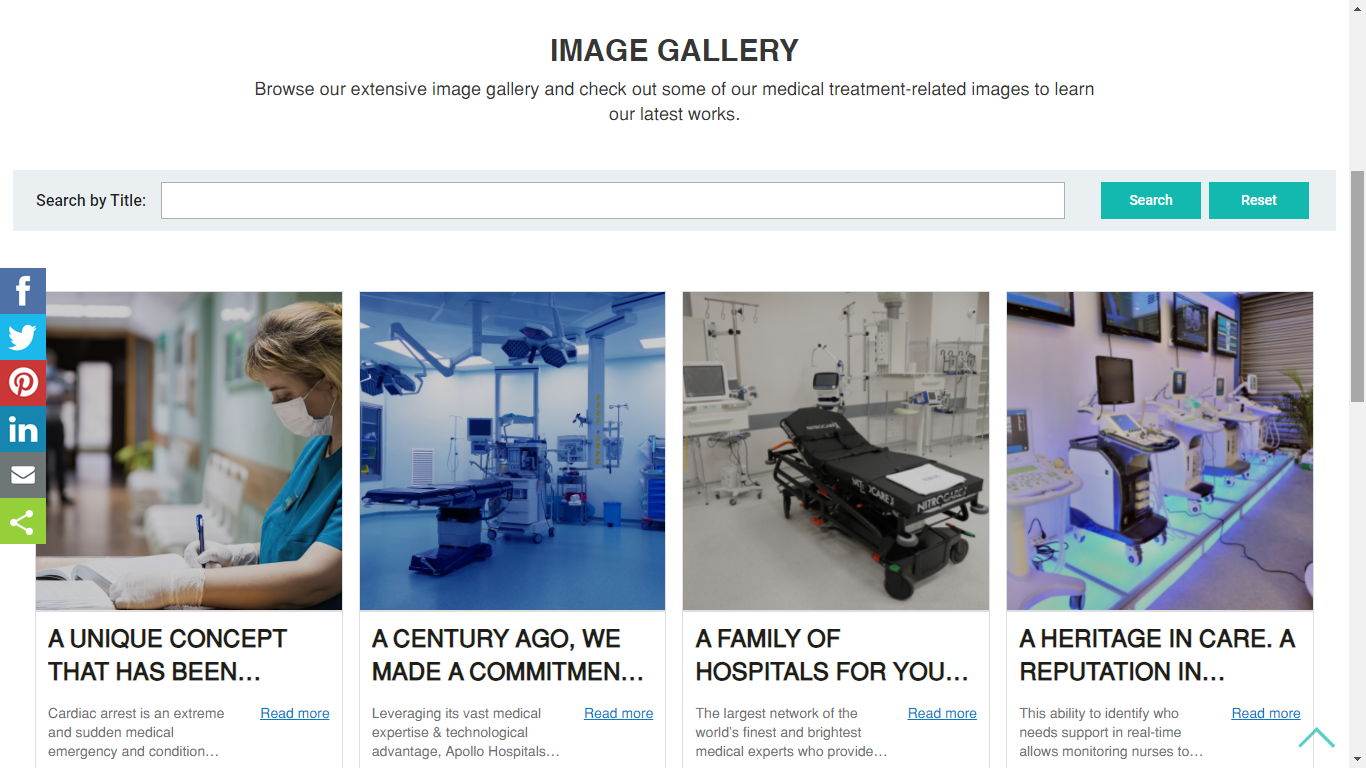 IMAGE GALLERY
Browse our extensive image gallery and check out some of our medical treatment-related images to learn
our latest works.
Search by Title:
Search
Reset
NITROCARE
NITROCARE
NITROCARE
A UNIQUE CONCEPT
THAT HAS BEEN...
Cardiac arrest is an extreme
and sudden medical
emergency and condition...
Read more
A CENTURY AGO, WE
MADE A COMMITMEN...
Leveraging its vast medical
expertise & technological
advantage, Apollo Hospitals...
Read more
A FAMILY OF
HOSPITALS FOR YOU...
The largest network of the
world's finest and brightest
medical experts who provide...
Read more
A HERITAGE IN CARE. A
REPUTATION IN...
This ability to identify who
needs support in real-time
allows monitoring nurses to...
Read more